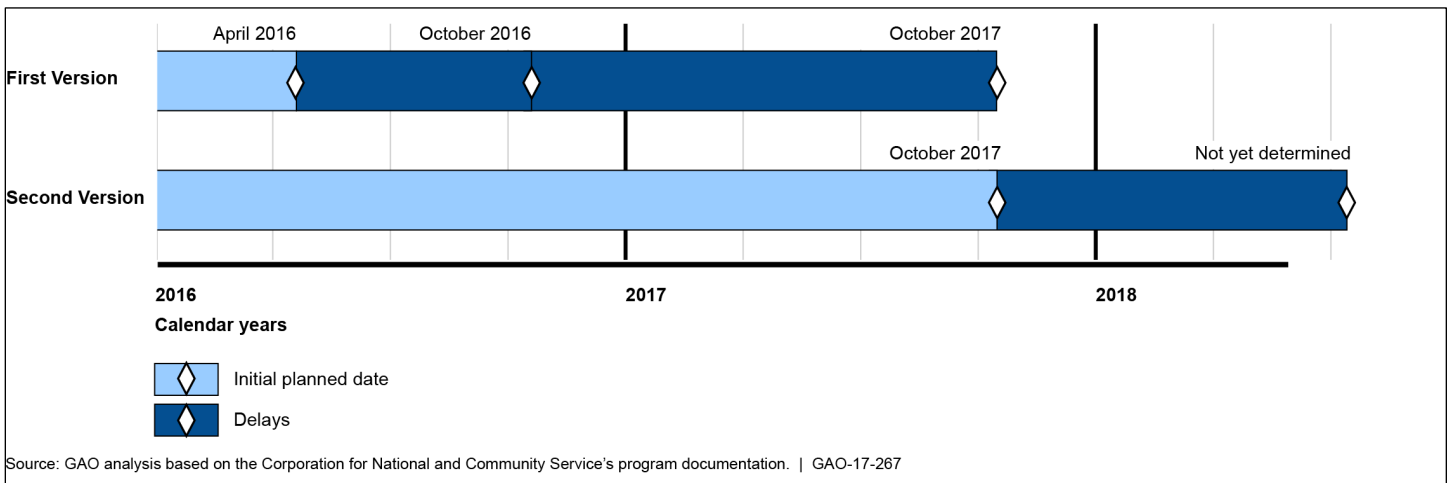 April 2016 October 2016 October 2017
First Version
October 2017 Not yet determined
Second Version
2016 2017 2018
Calendar years
Initial planned date
Delays
Source: GAO analysis based on the Corporation for National and Community Service’s program documentation. | GAO-17-267